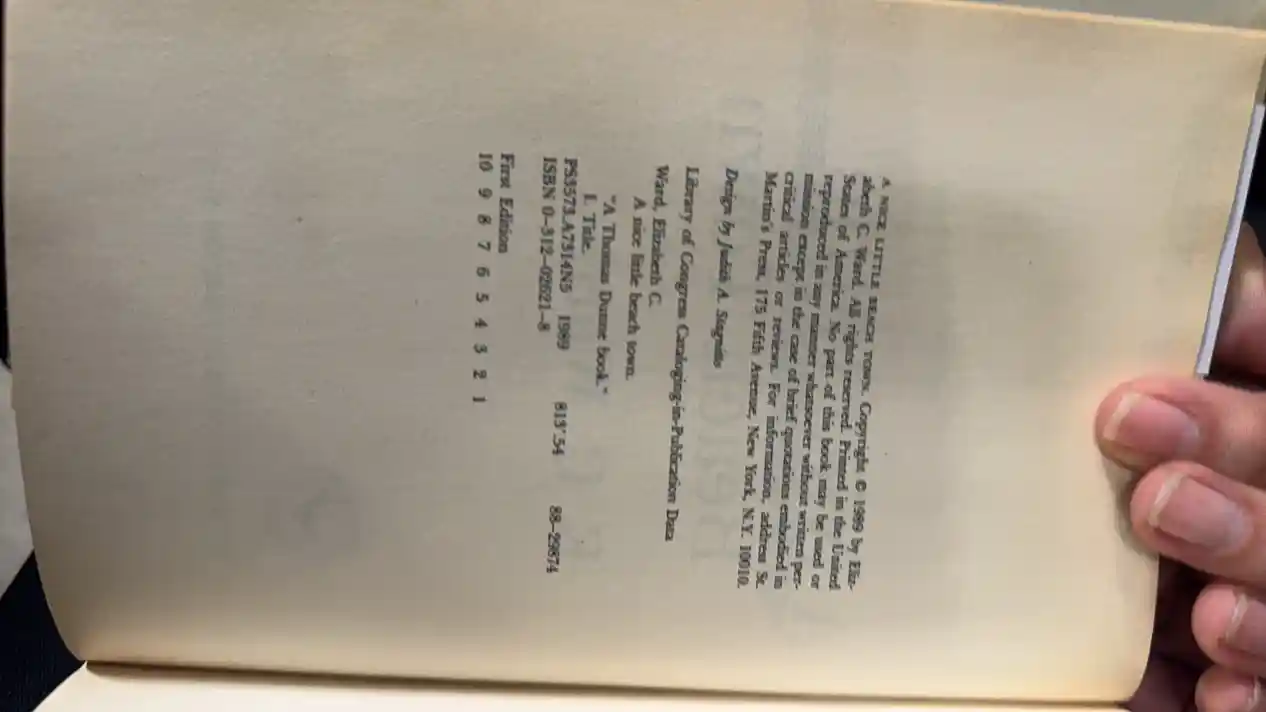 A NICE LITTLE BEACH TOWN. Copyright © 1989 by Eliz-
abeth C. Ward. All rights reserved. Printed in the United
States of America. No part of this book may be used or
reproduced in any manner whatsoever without written per-
mission except in the case of brief quotations embodied in
critical articles or reviews. For information, address St.
Martin's Press, 175 Fifth Avenue, New York, N.Y. 10010.
Design by Judith A. Stagnitto
Library of Congress Cataloging-in-Publication Data
Ward, Elizabeth C.
A nice little beach town.
"A Thomas Dunne book."
I. Title.
PS3573.A7314N5 1989 813'.54 88-29874
ISBN 0-312-02621-8
First Edition
10 9 8 7 6 5 4 3 2 1